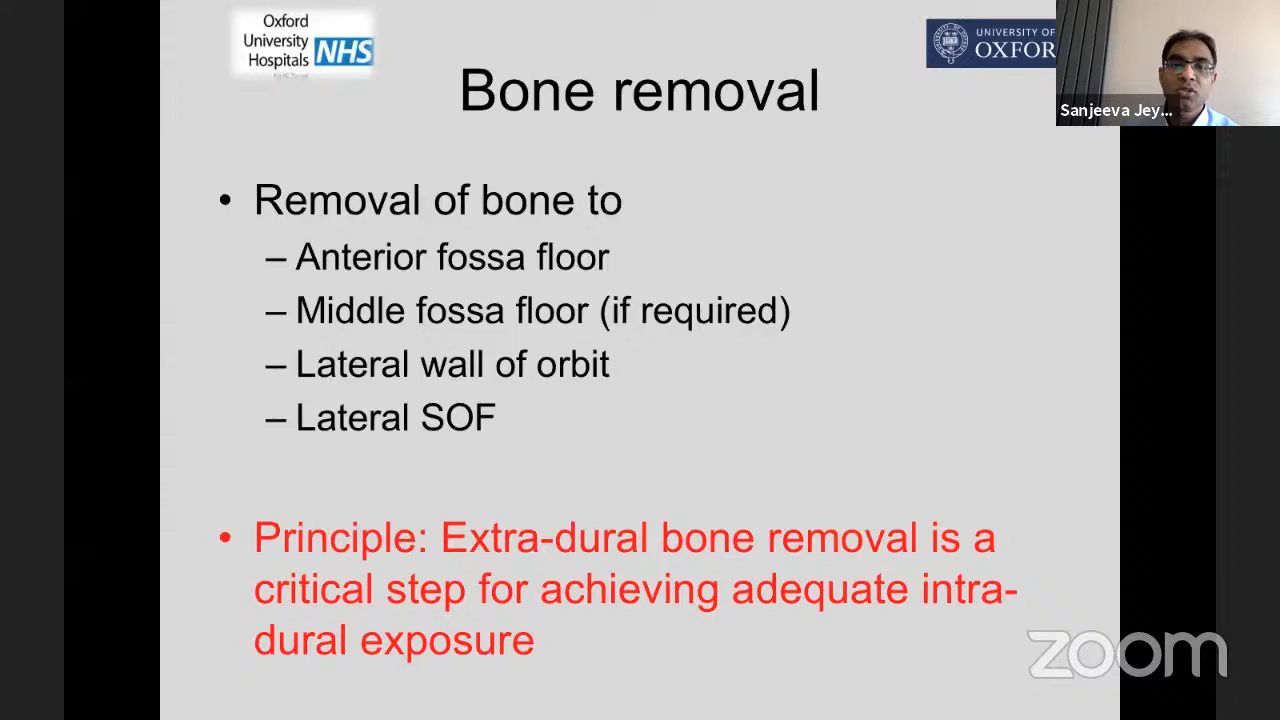 Oxford
University
Hospitals NHS
UNIVERSITY OF
OXFOR
Sanjeeva Jey...
Bone removal
• Removal of bone to
– Anterior fossa floor
– Middle fossa floor (if required)
– Lateral wall of orbit
– Lateral SOF
• Principle: Extra-dural bone removal is a
critical step for achieving adequate intra-
dural exposure
zoom